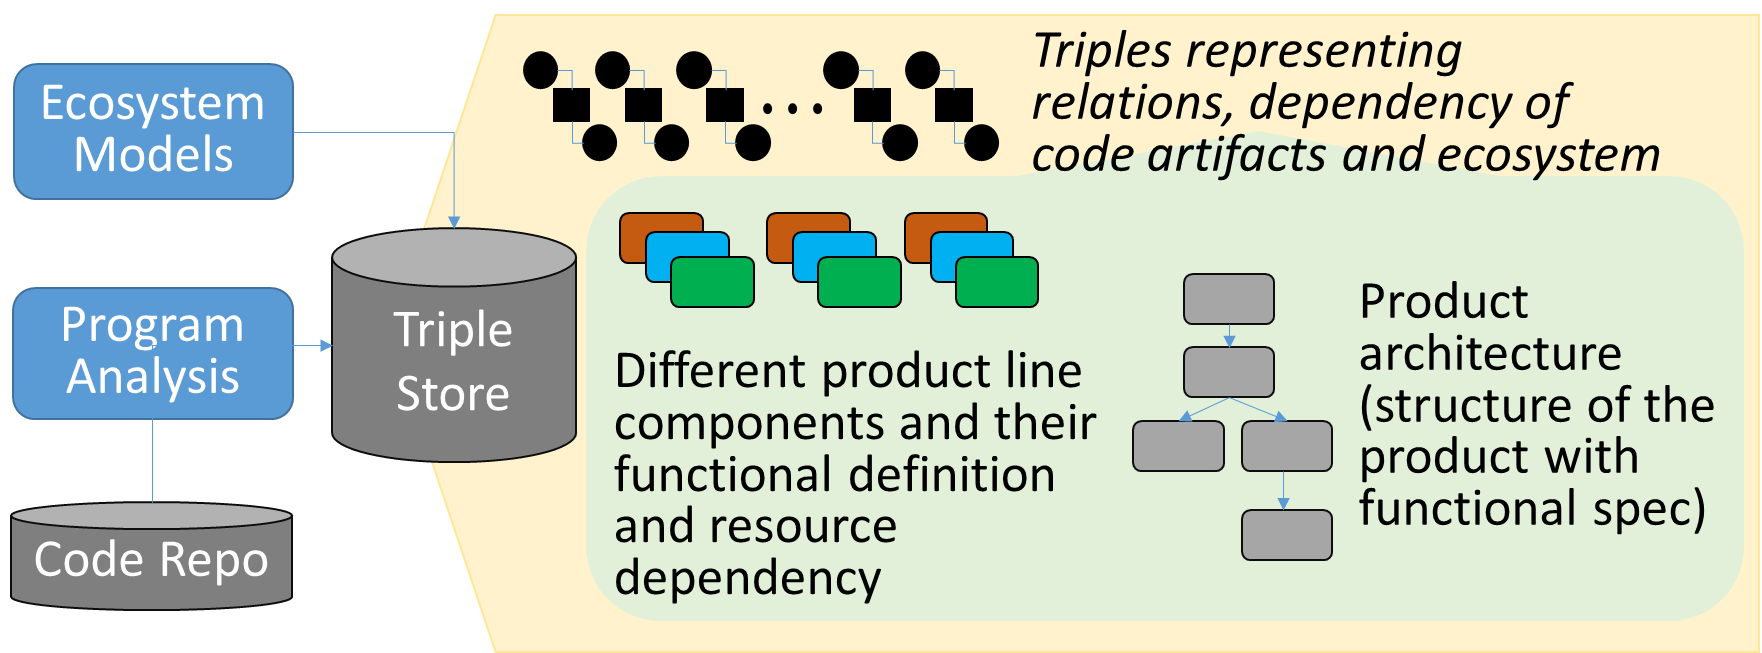 Ecosystem
Models
Program
Analysis
Code Repo
Triple
Store
Triples representing
relations, dependency of
code artifacts and ecosystem
Different product line
components and their
functional definition
and resource
dependency
Product
architecture
(structure of the
product with
functional spec)